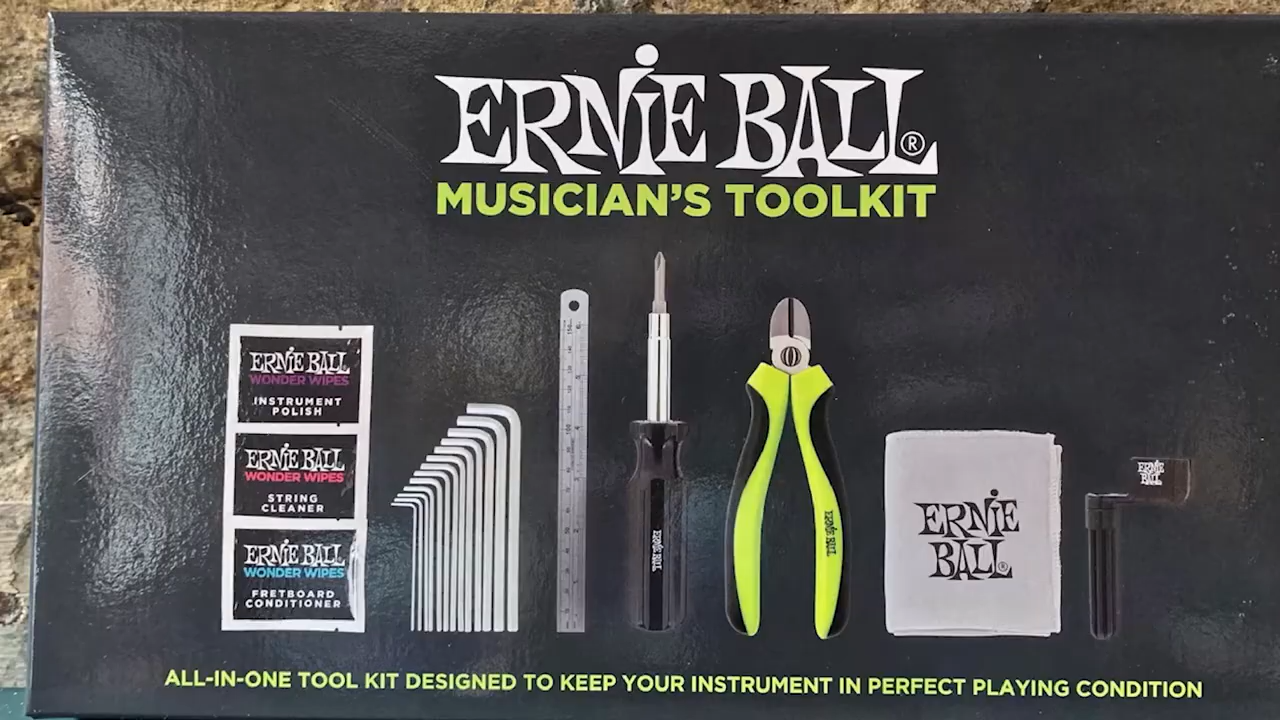 ERNIE BALL®
MUSICIAN'S TOOLKIT
ERNIE BALL
WONDER WIPES
INSTRUMENT
POLISH
ERNIE BALL
WONDER WIPES
STRING
CLEANER
ERNIE BALL
WONDER WIPES
FRETBOARD
CONDITIONER
ERNIE BALL
ERNIE BALL
ERNIE
BALL®
ERNIE
BALL
ALL-IN-ONE TOOL KIT DESIGNED TO KEEP YOUR INSTRUMENT IN PERFECT PLAYING CONDITION